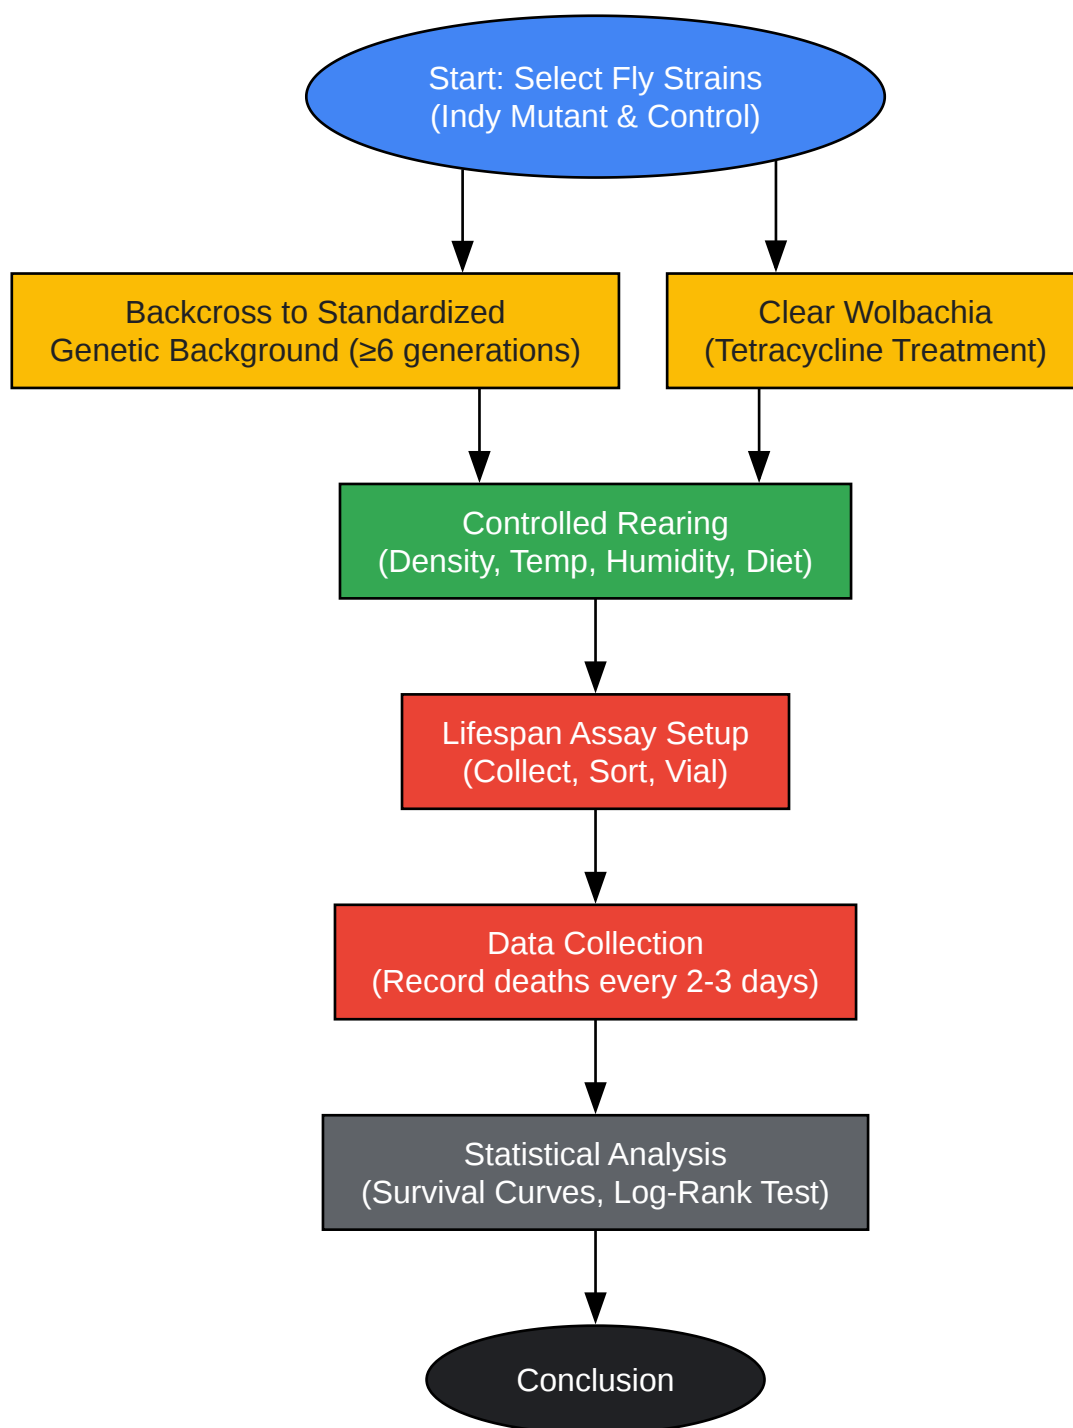 Start: Select Fly Strains
(Indy Mutant & Control)
Backcross to Standardized
Genetic Background (≥6 generations)
Clear Wolbachia
(Tetracycline Treatment)
Controlled Rearing
(Density, Temp, Humidity, Diet)
Lifespan Assay Setup
(Collect, Sort, Vial)
Data Collection
(Record deaths every 2-3 days)
Statistical Analysis
(Survival Curves, Log-Rank Test)
Conclusion